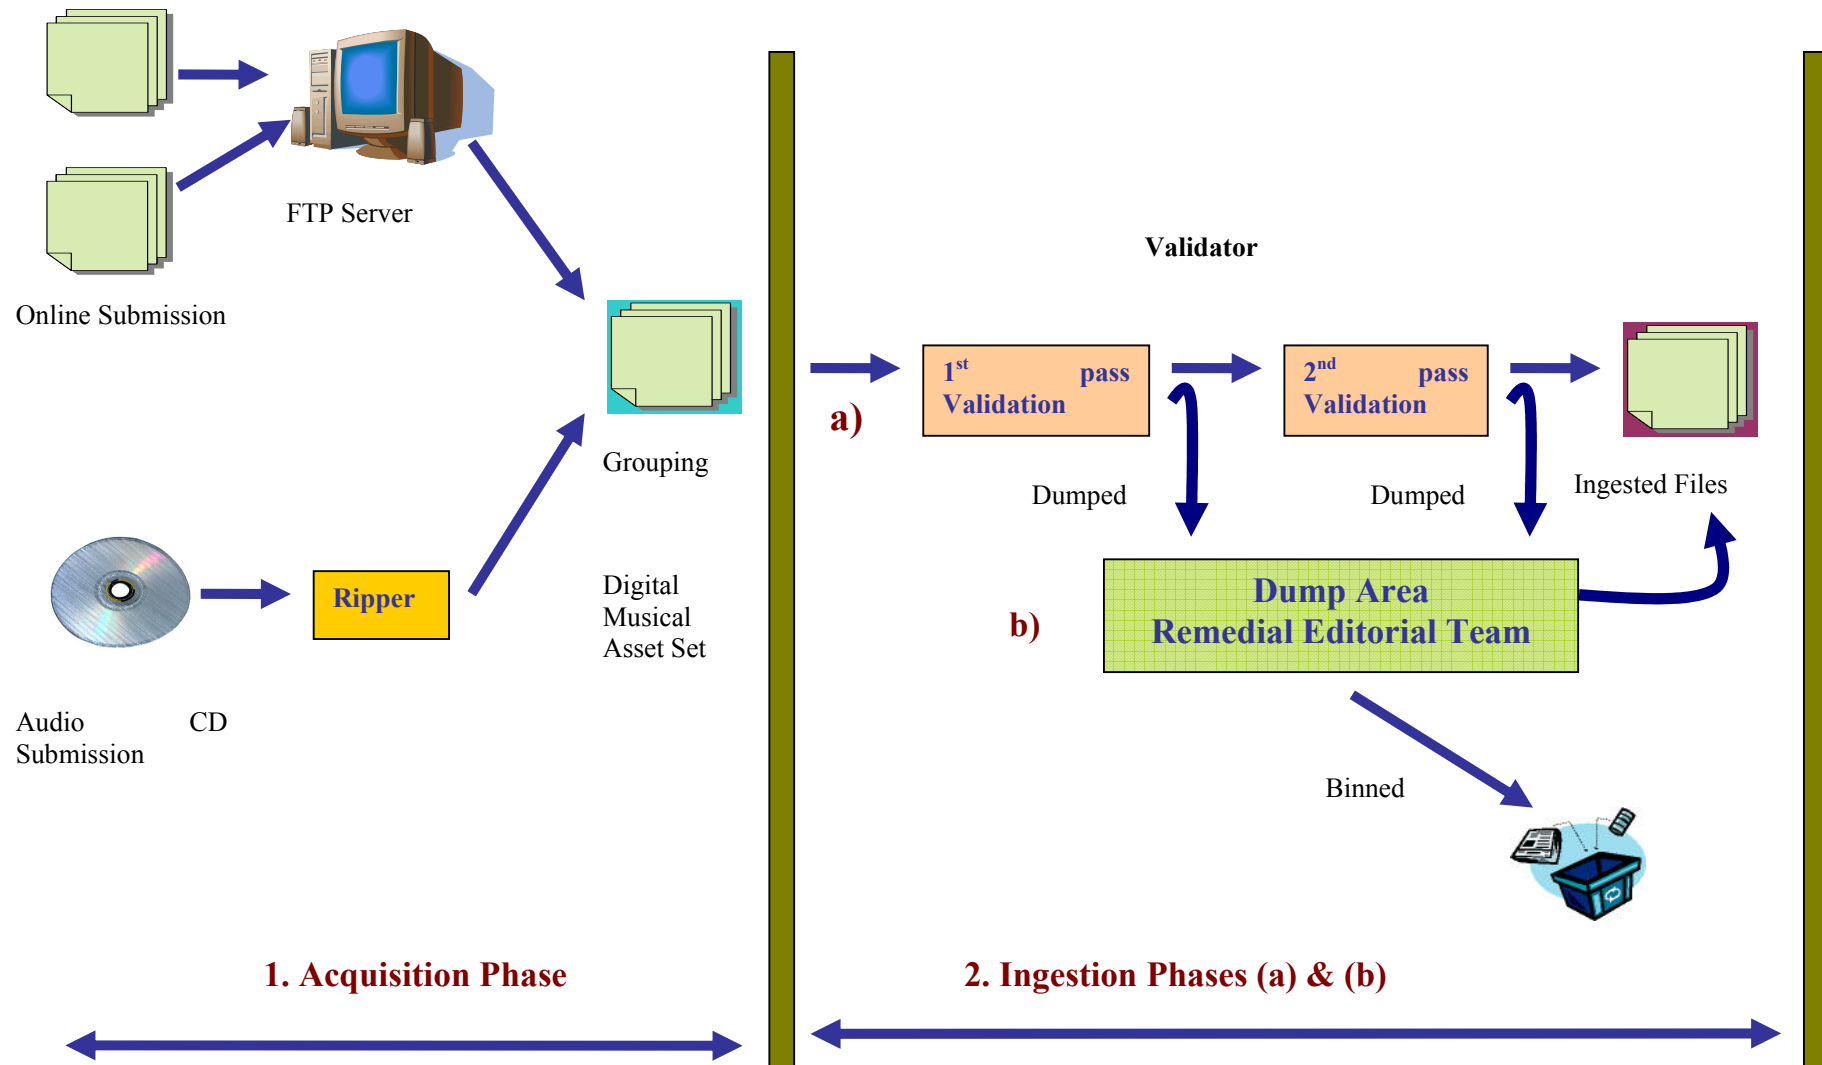 FTP Server
Online Submission
Grouping
Ripper
Digital
Musical
Asset Set
Audio CD
Submission
1. Acquisition Phase
Validator
a)
1st pass
Validation
2nd pass
Validation
Dumped
Dumped
Ingested Files
b)
Dump Area
Remedial Editorial Team
Binned
2. Ingestion Phases (a) & (b)